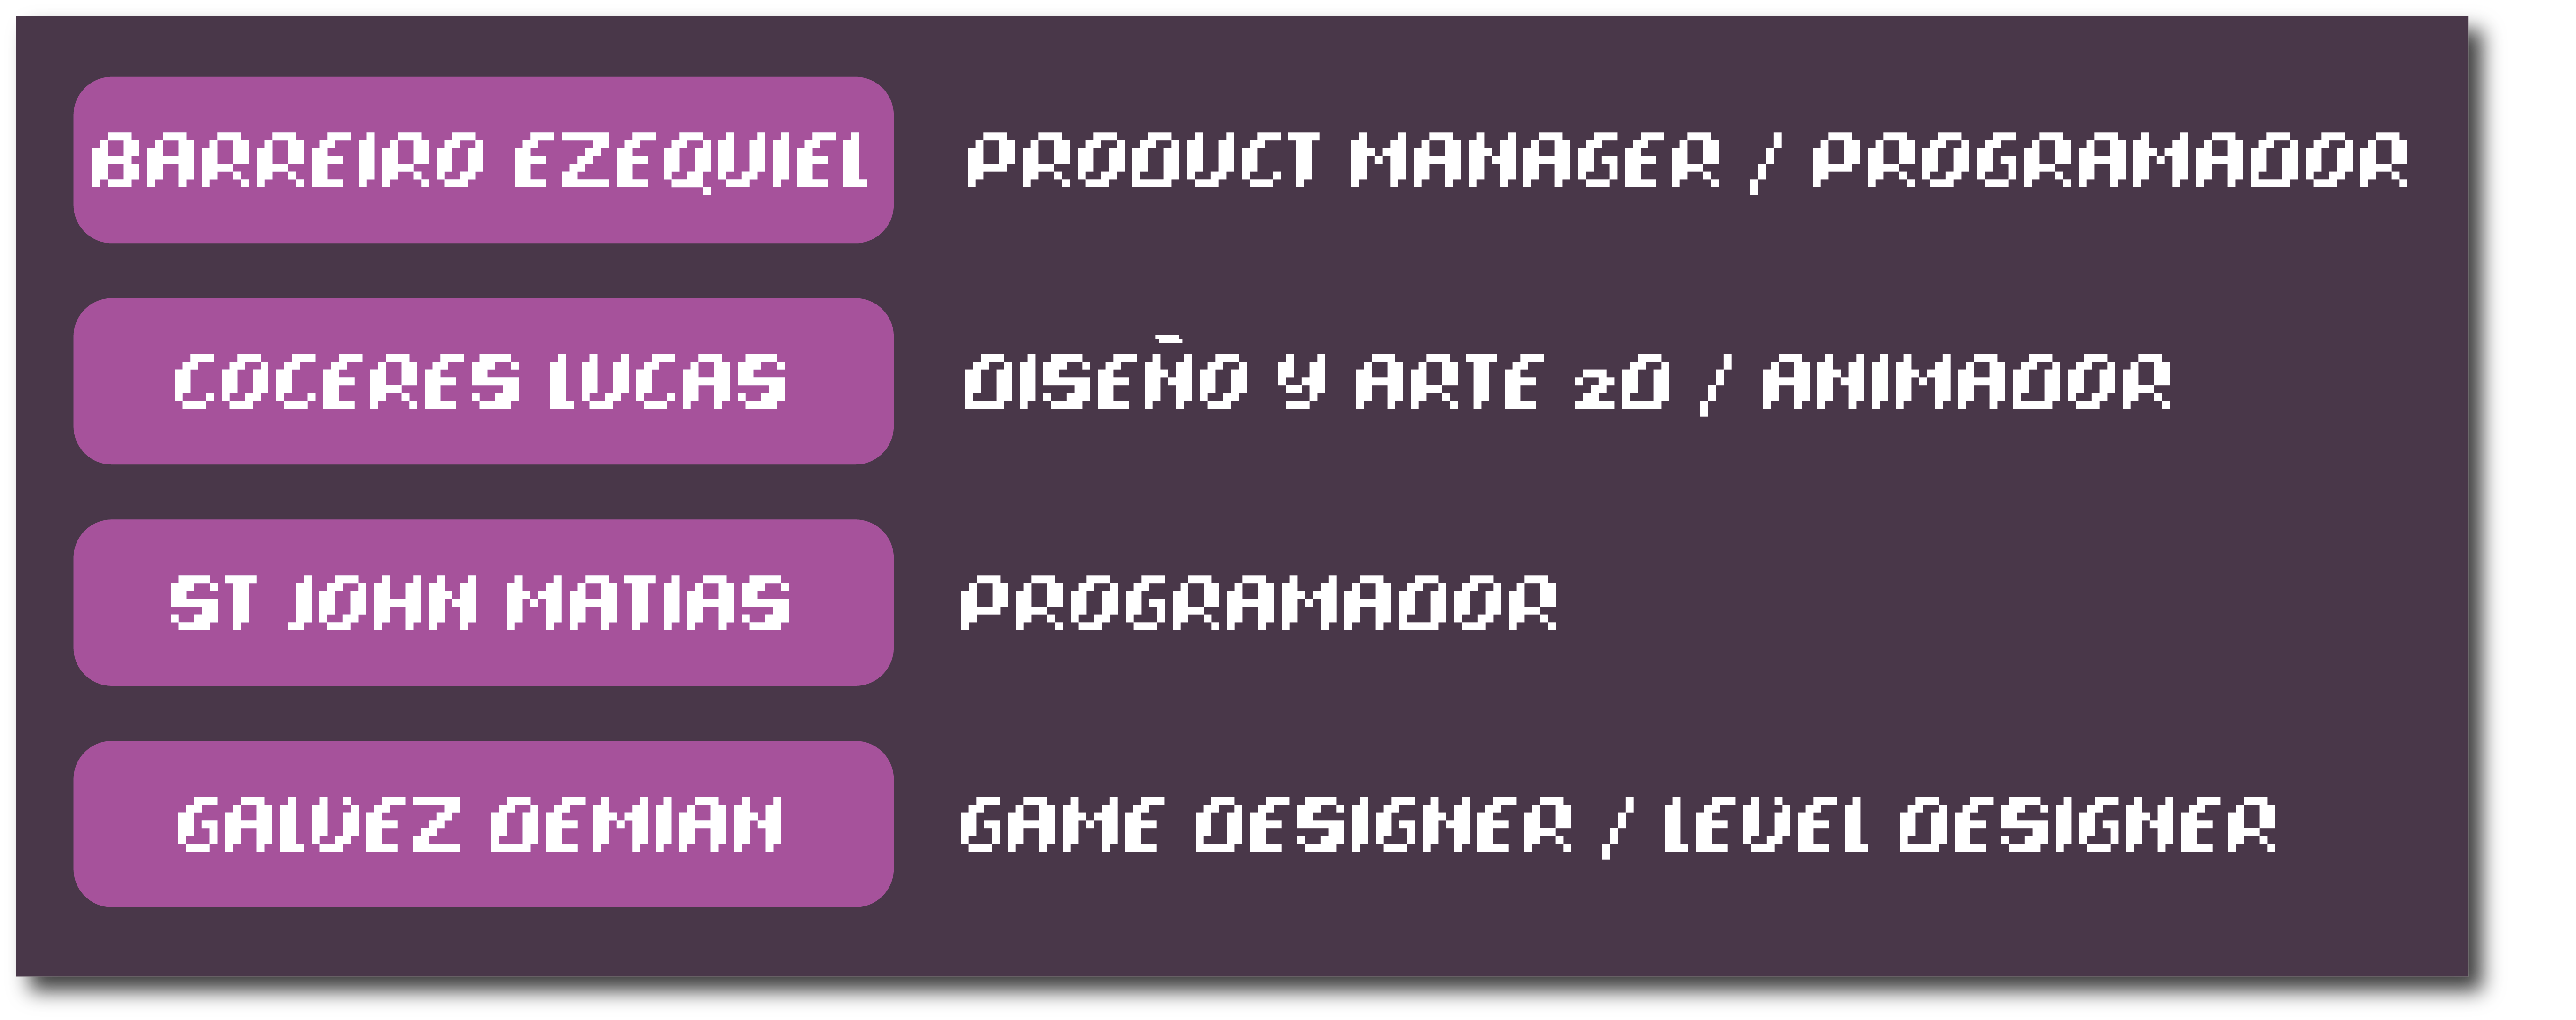 BARREIRO EZEQUIEL PRODUCT MANAGER / PROGRAMADOR
COCERES LUCAS DISEÑO Y ARTE 2D / ANIMADOR
ST JOHN MATIAS PROGRAMADOR
GALVEZ DEMIAN GAME DESIGNER / LEVEL DESIGNER